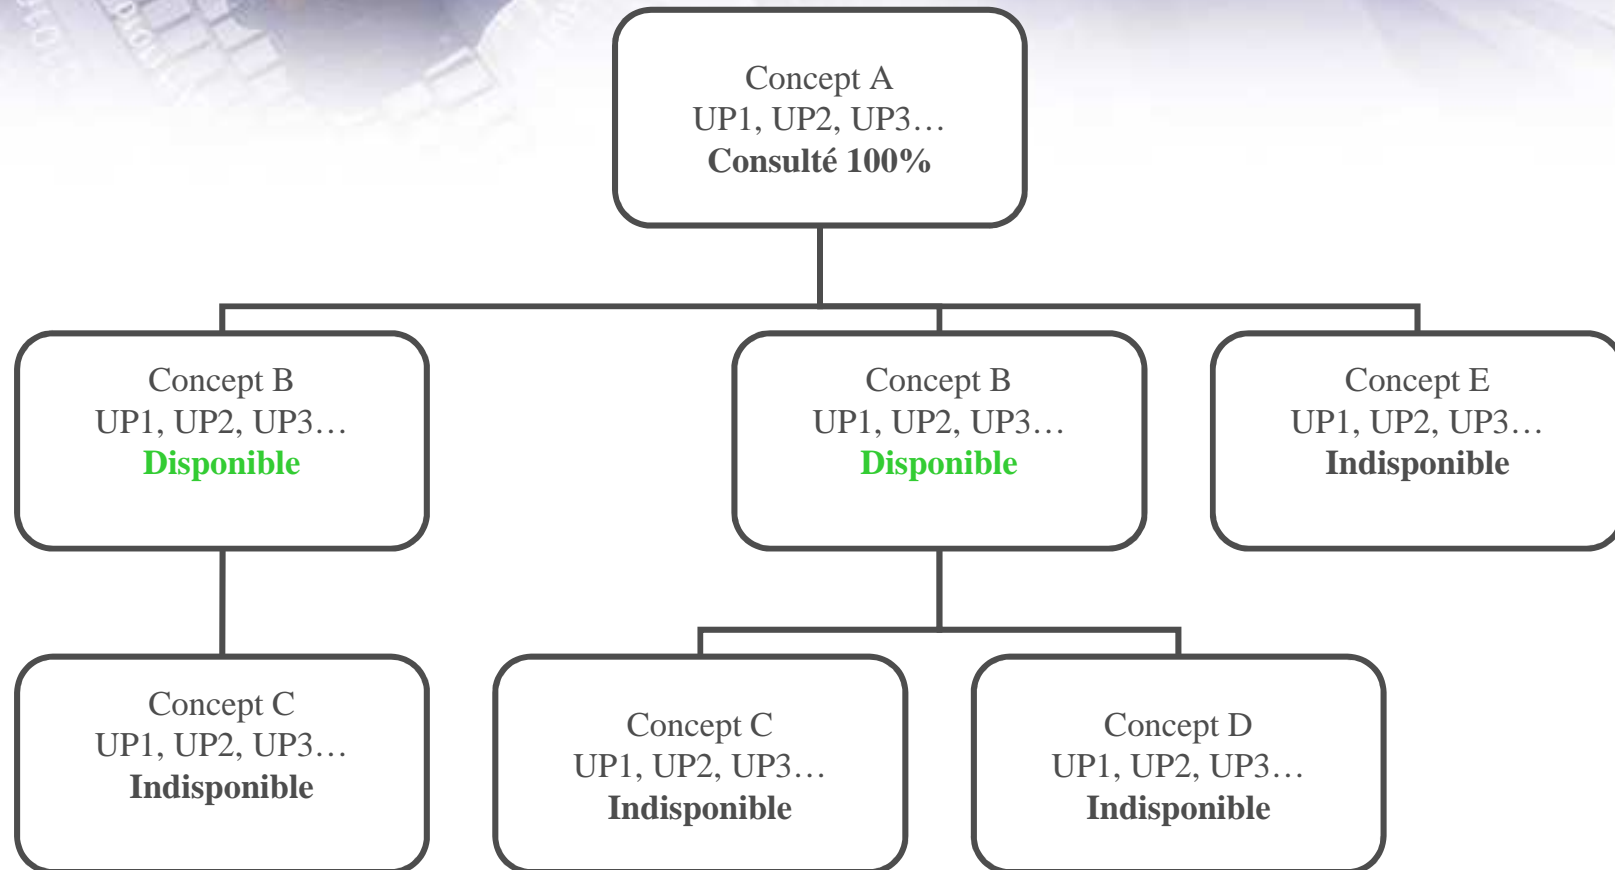 Concept A
UP1, UP2, UP3…
Consulté 100%
Concept B
UP1, UP2, UP3…
Disponible
Concept B
UP1, UP2, UP3…
Disponible
Concept E
UP1, UP2, UP3…
Indisponible
Concept C
UP1, UP2, UP3…
Indisponible
Concept C
UP1, UP2, UP3…
Indisponible
Concept D
UP1, UP2, UP3…
Indisponible